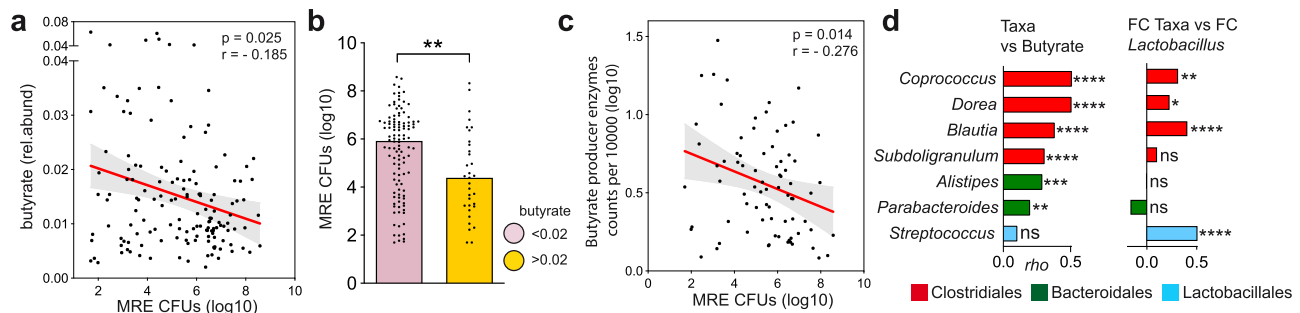 a
butyrate (rel.abund)
0.08
0.04
0.04
0.03
0.02
0.01
0.00
p = 0.025
r = - 0.185
2 4 6 8 10
MRE CFUs (log10)
b
MRE CFUs (log10)
10
8
6
4
2
0
**
butyrate
<0.02
>0.02
c
Butyrate producer enzymes
counts per 10000 (log10)
1.5
1.0
0.5
0.0
p = 0.014
r = -0.276
0 2 4 6 8 10
MRE CFUs (log10)
d
Taxa
vs Butyrate
FC Taxa vs FC
Lactobacillus
Coprococcus **** **
Dorea **** *
Blautia **** ****
Subdoligranulum **** ns
Alistipes *** ns
Parabacteroides ** ns
Streptococcus ns ****
0.0 rho 0.5
0.0 0.5
Clostridiales Bacteroidales Lactobacillales